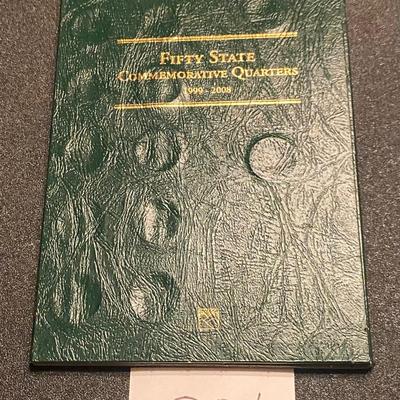 FIFTY STATE
COMMEMORATIVE QUARTERS
1999 - 2008